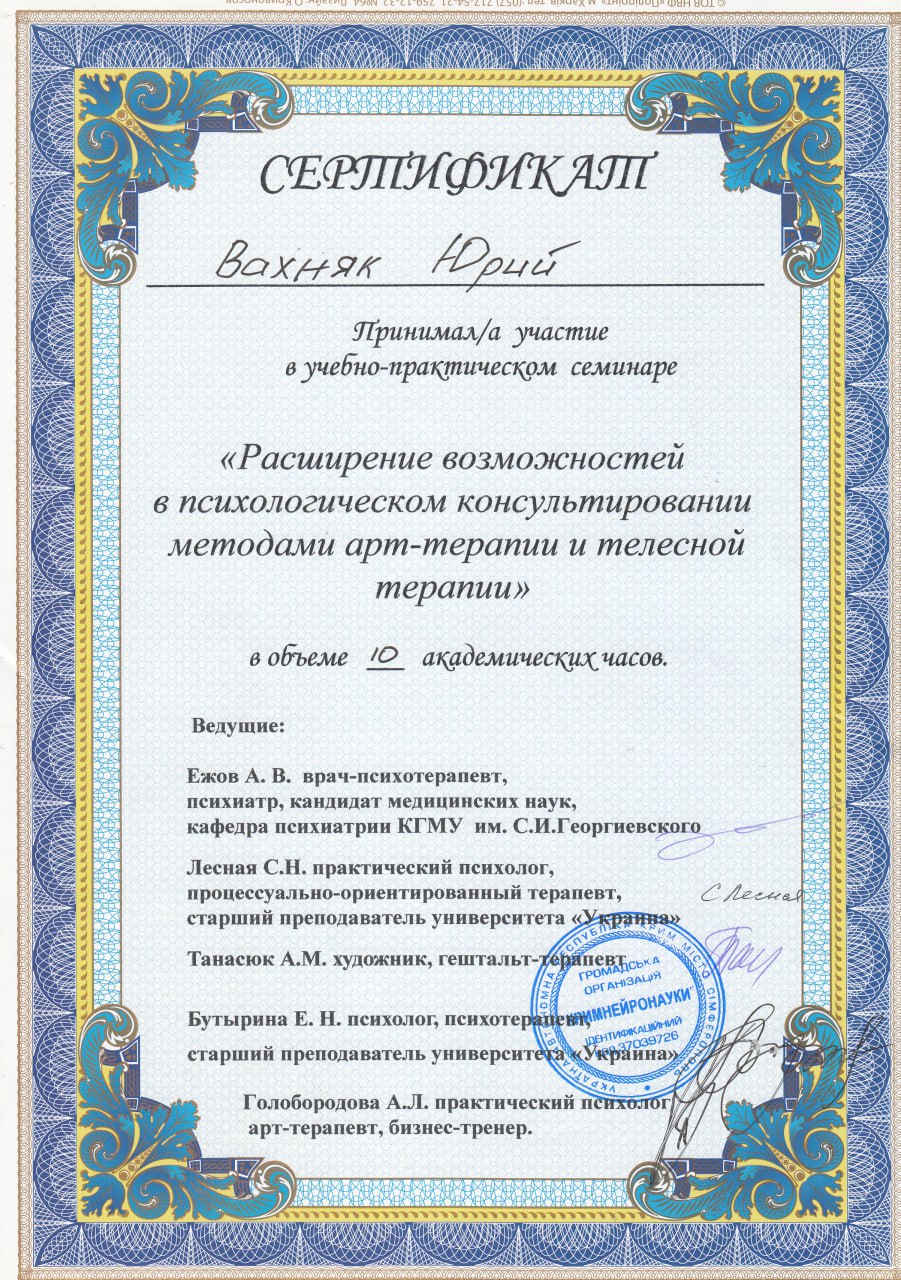 © ТОВ НВФ «Поліпрінт», м.Харків, тел. (057) 717-54-21, 759-12-32
СЕРТИФИКАТ
Вахняк Юрий
Принимал/а участие
в учебно-практическом семинаре
«Расширение возможностей
в психологическом консультировании
методами арт-терапии и телесной
терапии»
в объеме 10 академических часов.
Ведущие:
Ежов А. В. врач-психотерапевт,
психиатр, кандидат медицинских наук,
кафедра психиатрии КГМУ им. С.И.Георгиевского
Лесная С.Н. практический психолог,
процессуально-ориентированный терапевт,
старший преподаватель университета «Украина»
С Лесная
Танасюк А.М. художник, гештальт-терапевт
Бутырина Е. Н. психолог, психотерапевт,
старший преподаватель университета «Украина»
Голобородова А.Л. практический психолог
арт-терапевт, бизнес-тренер.
УКРАЇНА АВТОНОМНА РЕСПУБЛІКА КРИМ МІСТО СІМФЕРОПОЛЬ
ГРОМАДСЬКА
ОРГАНІЗАЦІЯ
"КРИМНЕЙРОНАУКИ"
ІДЕНТИФІКАЦІЙНИЙ
КОД 37039726